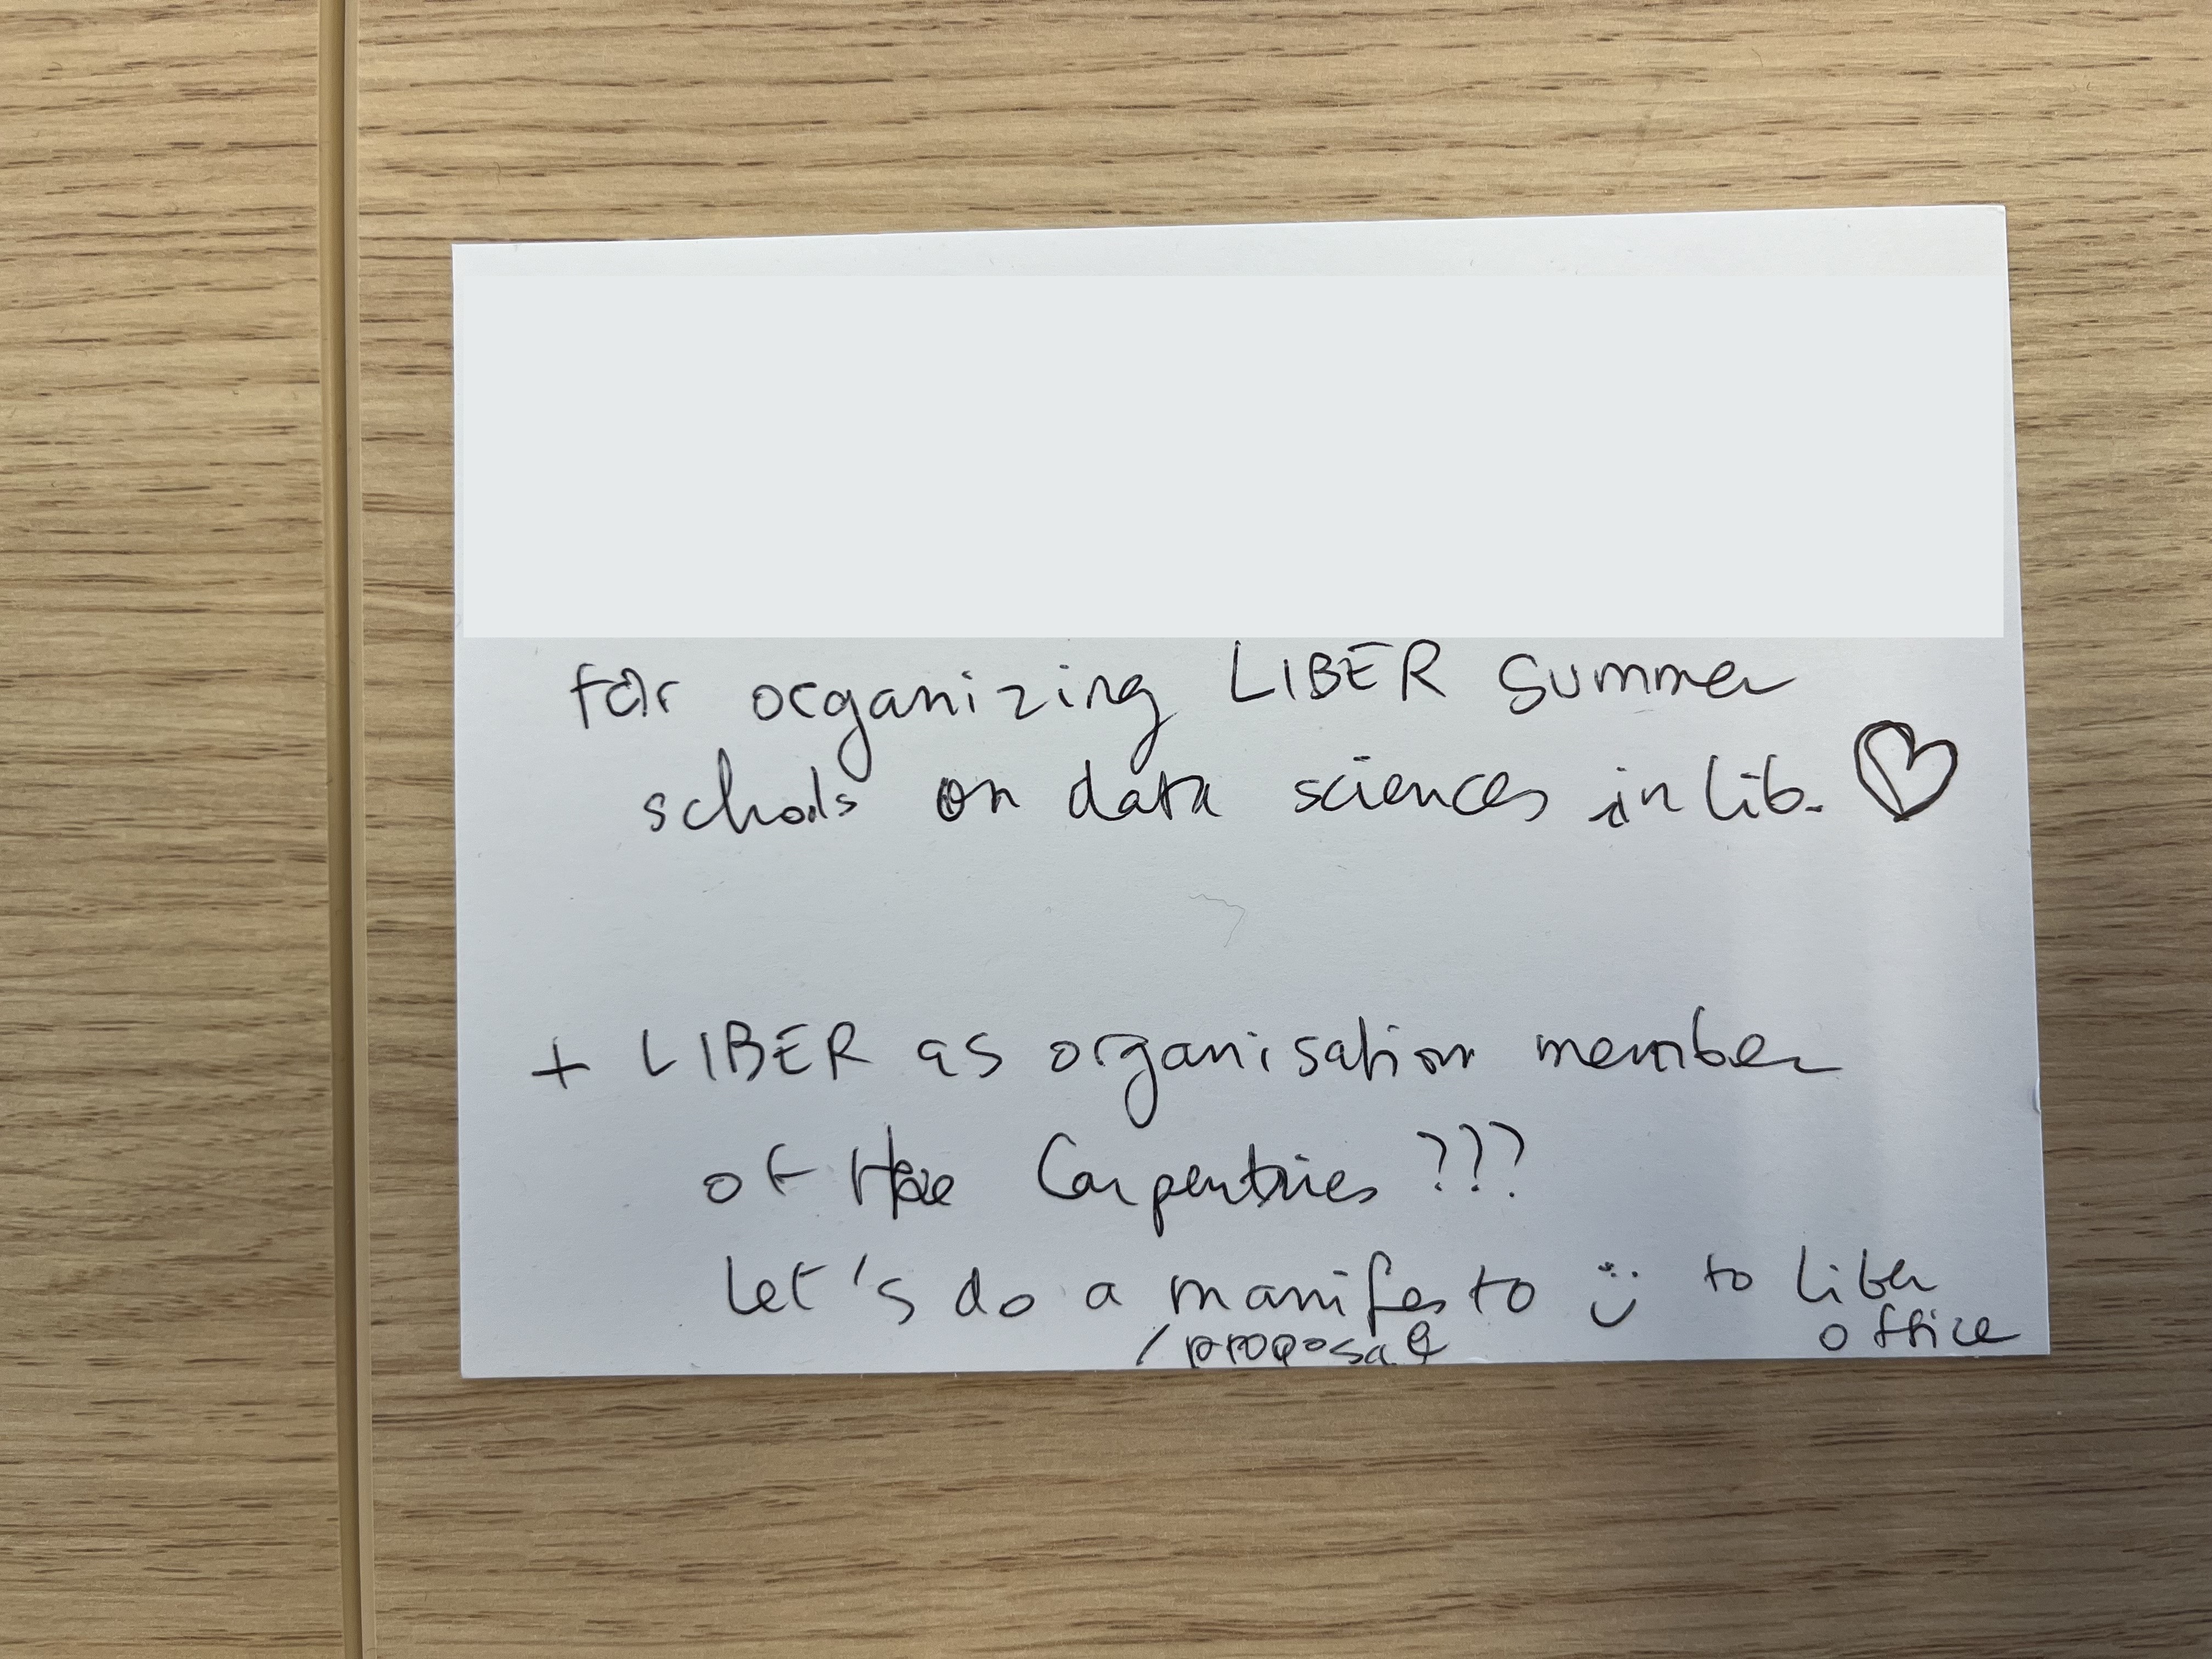 for organizing LIBER Summer
schools on data sciences in lib. ♡
+ LIBER as organisation member
of the Carpentries ???
Let's do a manifesto :) to Liber
/proposal office